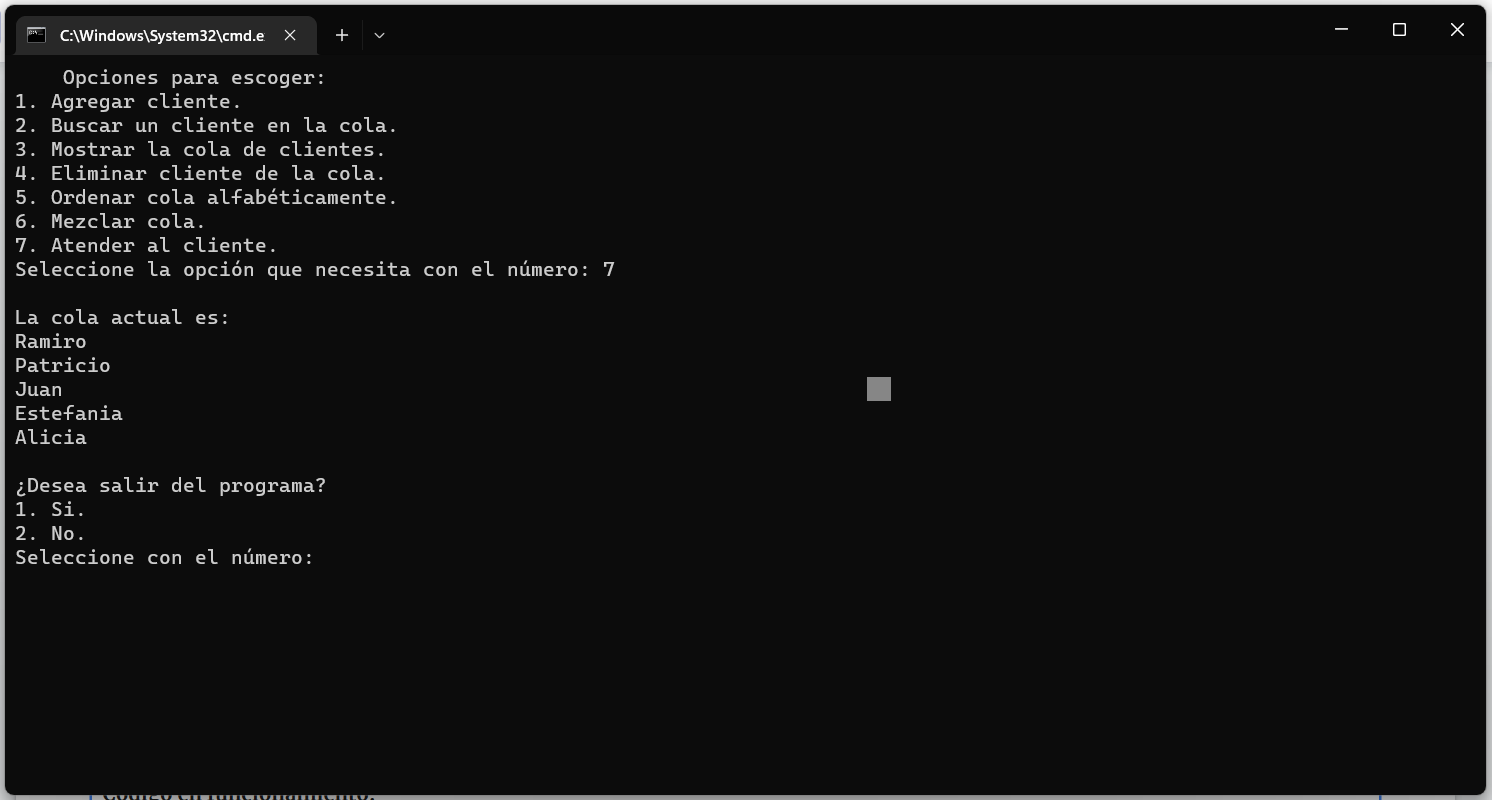 C:\Windows\System32\cmd.e
Opciones para escoger:
1. Agregar cliente.
2. Buscar un cliente en la cola.
3. Mostrar la cola de clientes.
4. Eliminar cliente de la cola.
5. Ordenar cola alfabéticamente.
6. Mezclar cola.
7. Atender al cliente.
Seleccione la opción que necesita con el número: 7
La cola actual es:
Ramiro
Patricio
Juan
Estefania
Alicia
¿Desea salir del programa?
1. Si.
2. No.
Seleccione con el número:
Código en funcionamiento.